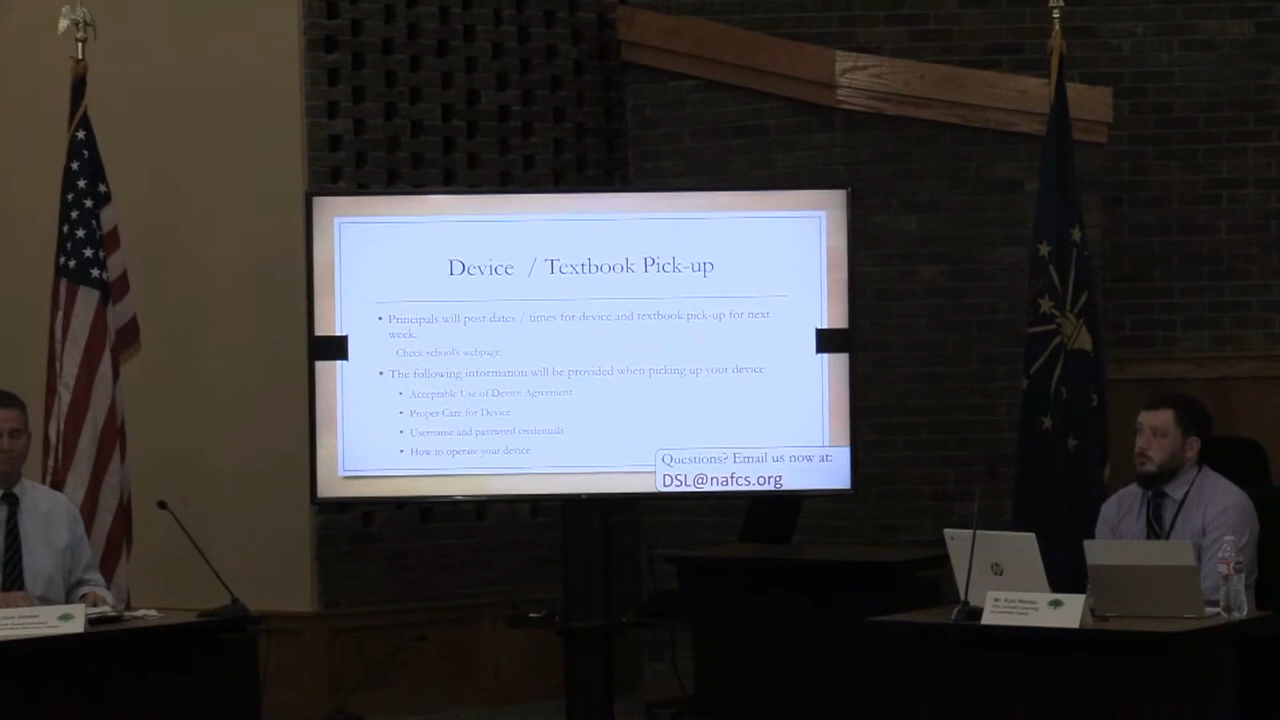 Device / Textbook Pick-up
• Principals will post dates / times for device and textbook pick-up for next
week.
Check school's webpage
• The following information will be provided when picking up your device
• Acceptable Use of Device Agreement
• Proper Care for Device
• Username and password credentials
• How to operate your device
Questions? Email us now at:
DSL@nafcs.org
hp
Mr. Kyle